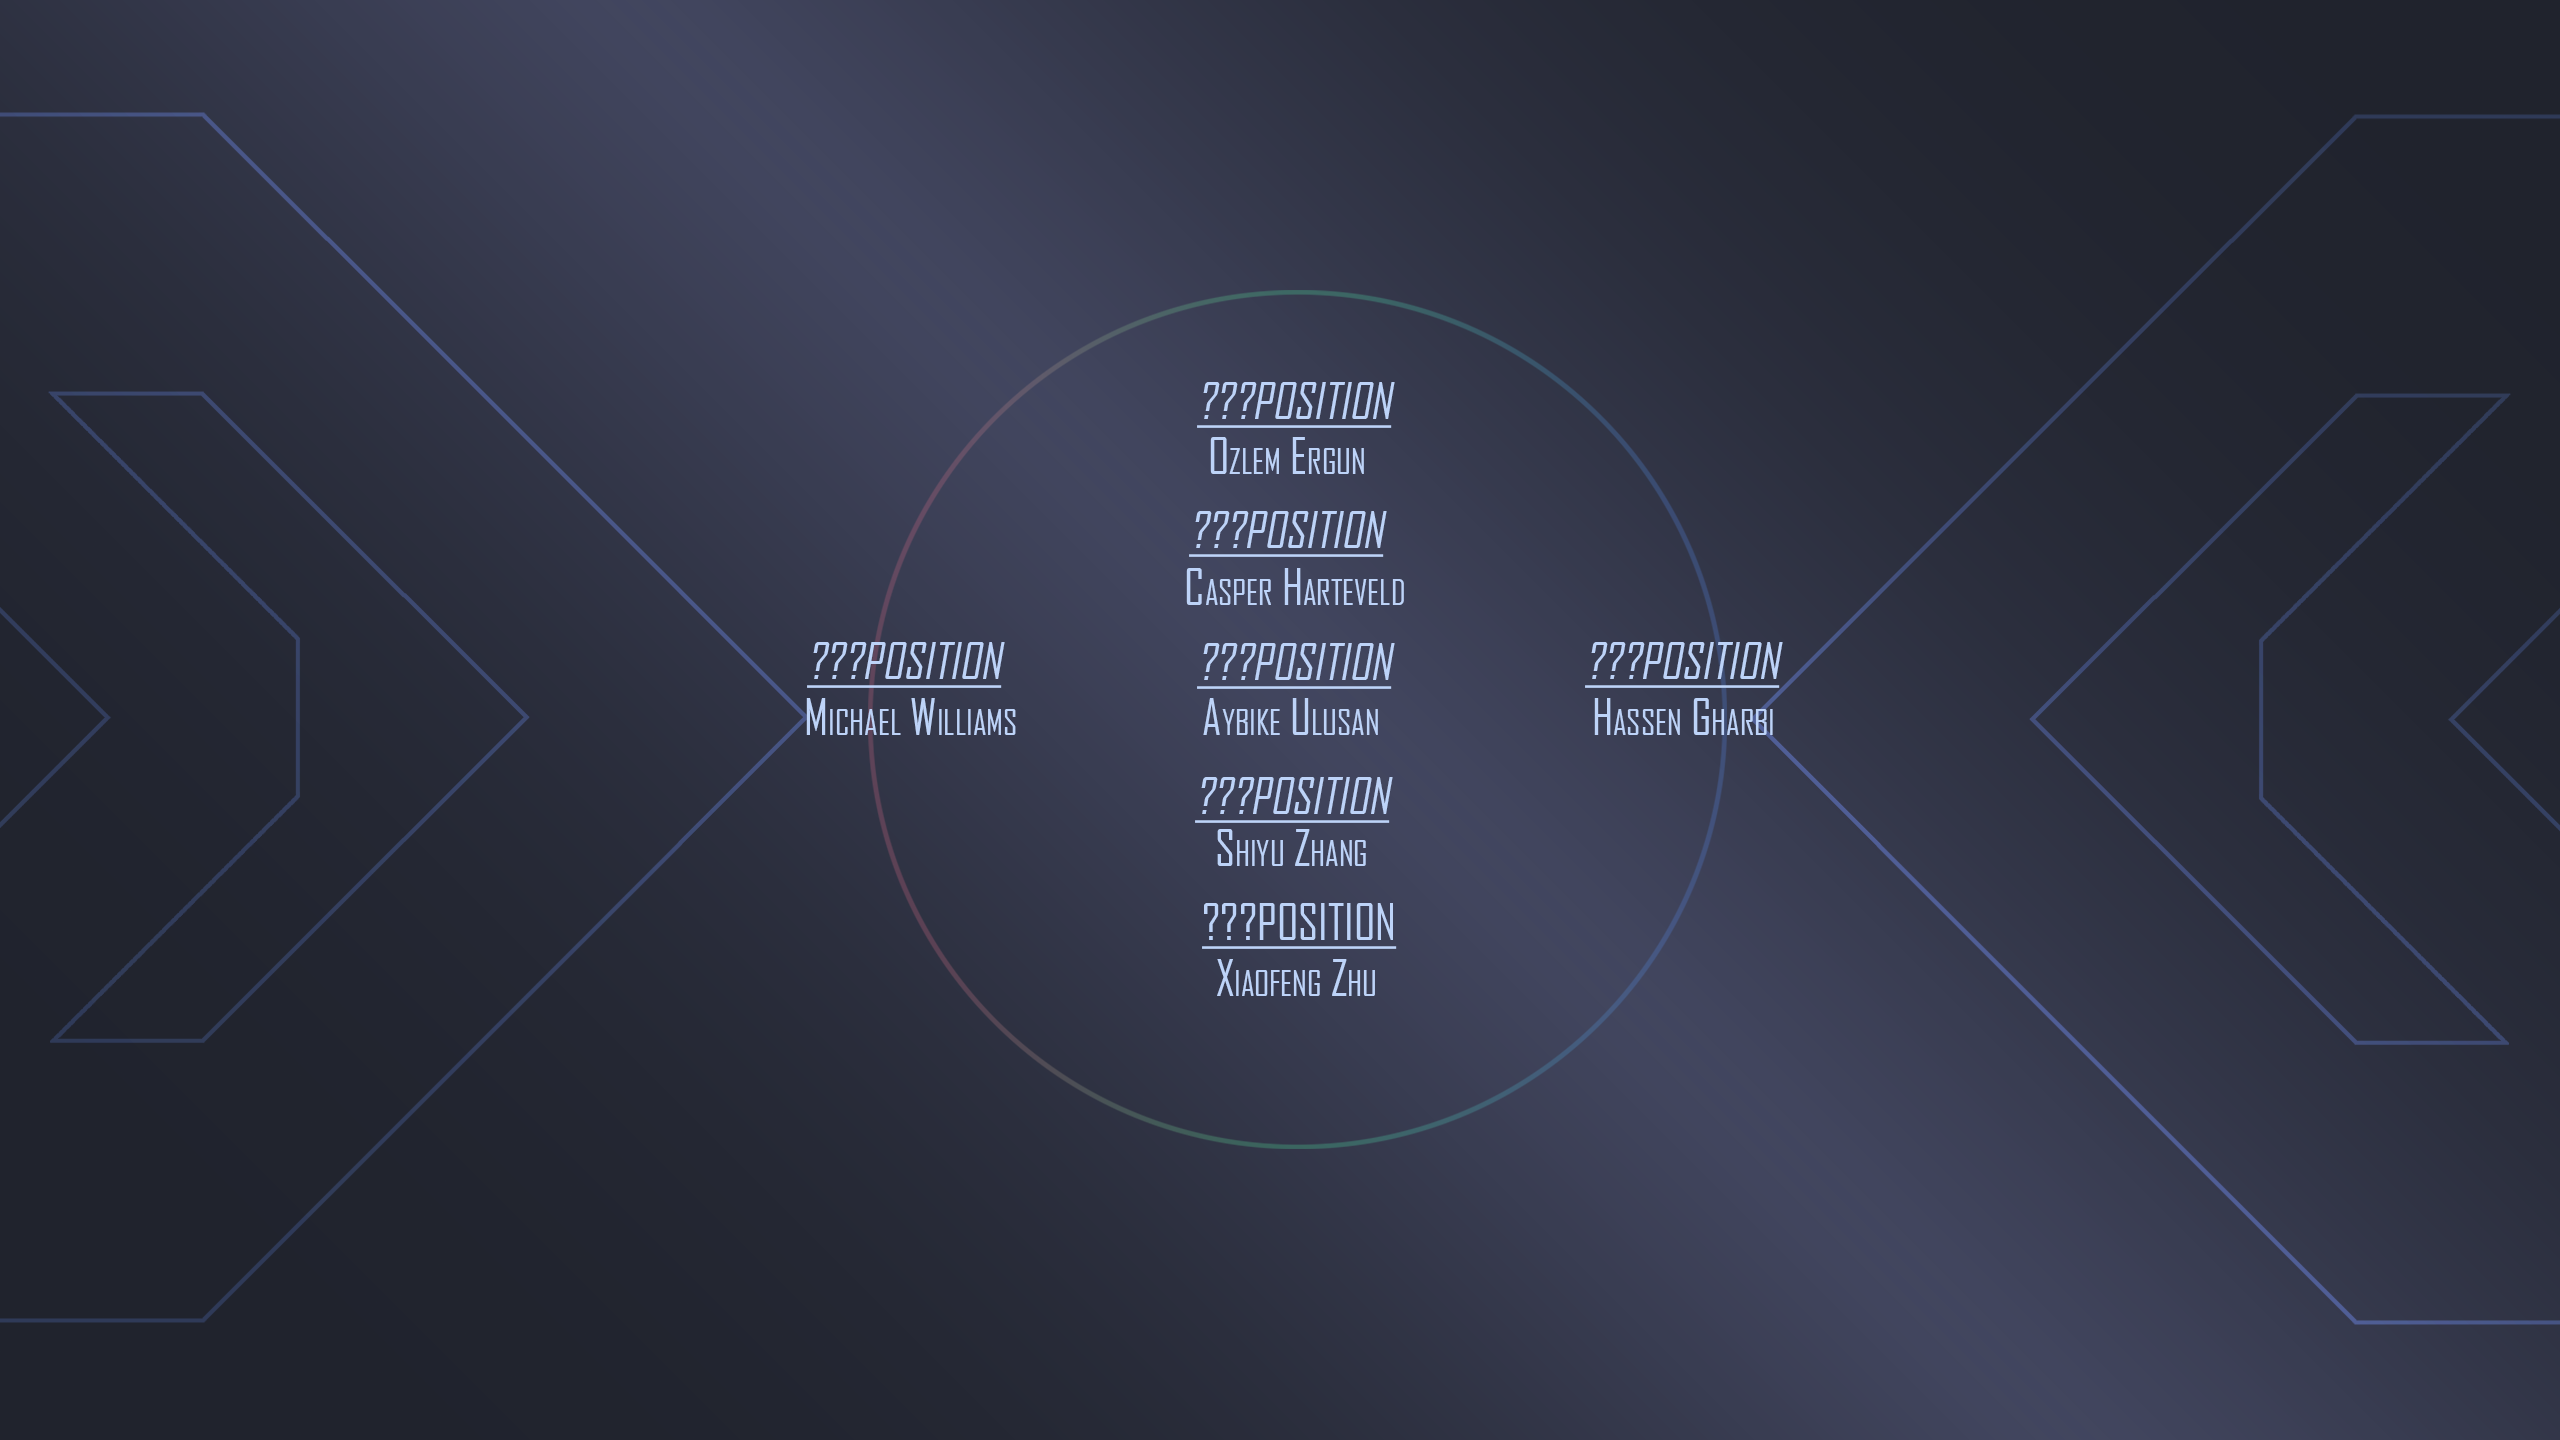 ???POSITION
Ozlem Ergun
???POSITION
Casper Harteveld
???POSITION
Michael Williams
???POSITION
Aybike Ulusan
???POSITION
Hassen Gharbi
???POSITION
Shiyu Zhang
???POSITION
Xiaofeng Zhu